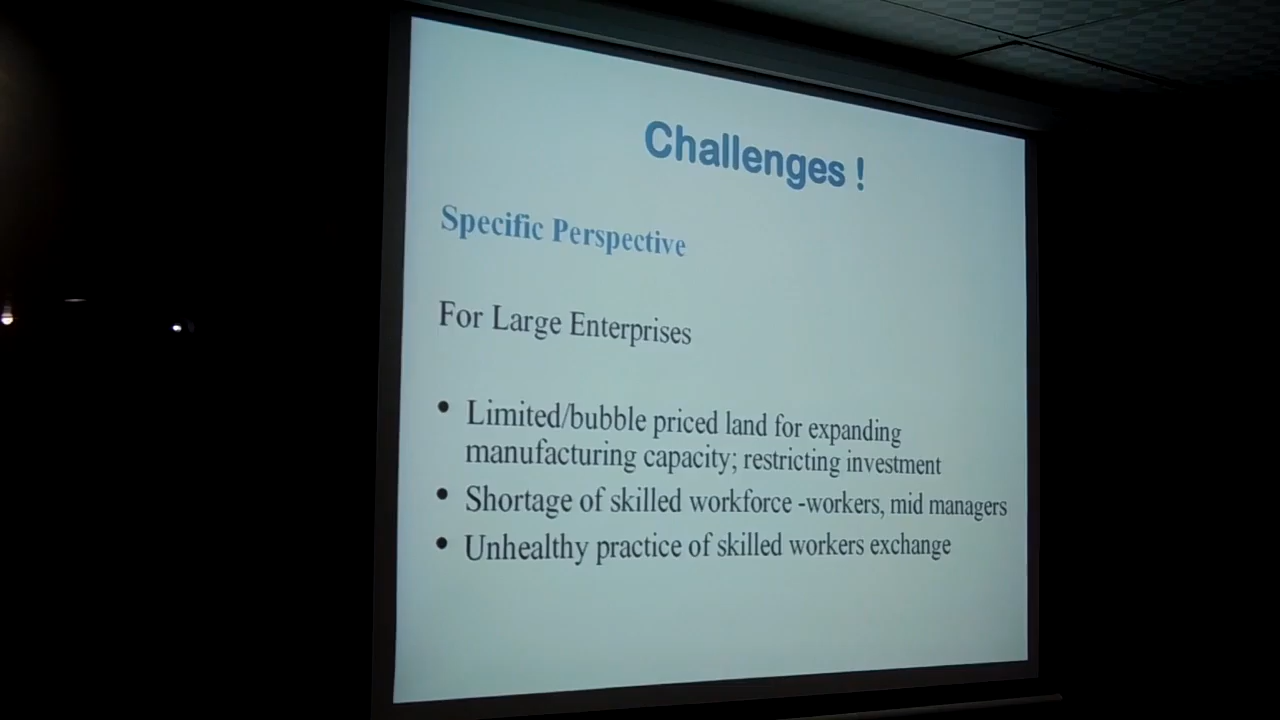 Challenges !
Specific Perspective
For Large Enterprises
• Limited/bubble priced land for expanding
manufacturing capacity; restricting investment
• Shortage of skilled workforce -workers, mid managers
• Unhealthy practice of skilled workers exchange